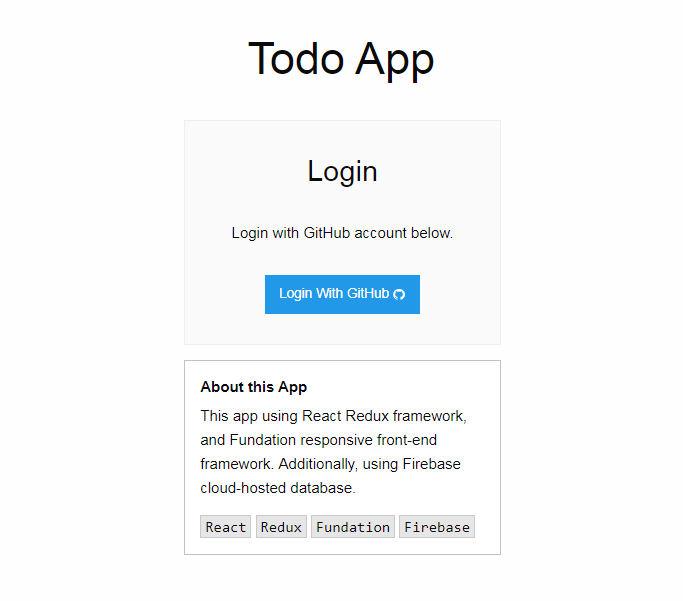 Todo App
Login
Login with GitHub account below.
Login With GitHub
About this App
This app using React Redux framework,
and Fundation responsive front-end
framework. Additionally, using Firebase
cloud-hosted database.
React Redux Fundation Firebase